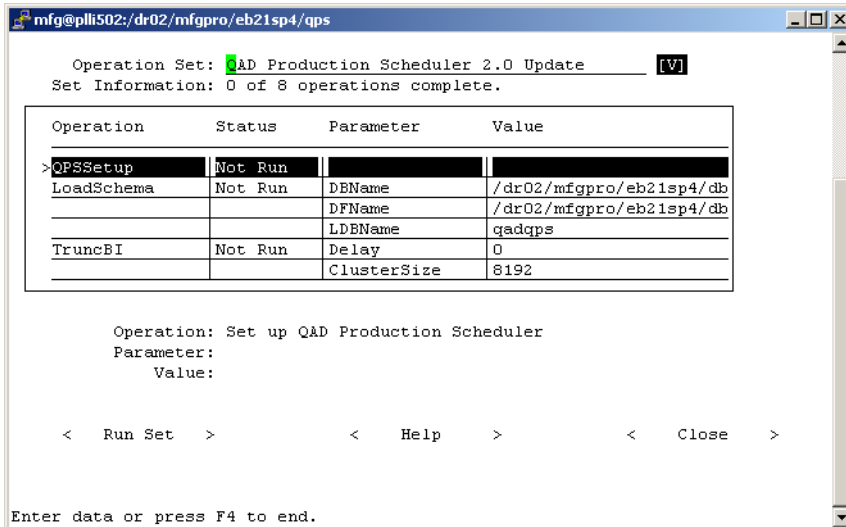 mfg@plli502:/dr02/mfgpro/eb21sp4/qps
Operation Set: QAD Production Scheduler 2.0 Update [V]
Set Information: 0 of 8 operations complete.
Operation Status Parameter Value
>QPSSetup Not Run
LoadSchema Not Run DBName /dr02/mfgpro/eb21sp4/db
DFName /dr02/mfgpro/eb21sp4/db
LDBName qadqps
TruncBI Not Run Delay 0
ClusterSize 8192
Operation: Set up QAD Production Scheduler
Parameter:
Value:
< Run Set > < Help > < Close >
Enter data or press F4 to end.